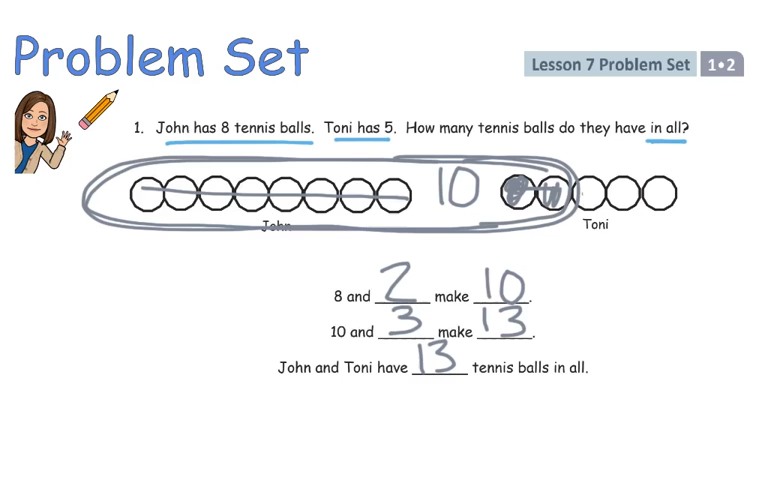 Problem Set
Lesson 7 Problem Set 1•2
1. John has 8 tennis balls. Toni has 5. How many tennis balls do they have in all?
10
John Toni
8 and 2 make 10.
10 and 3 make 13.
John and Toni have 13 tennis balls in all.